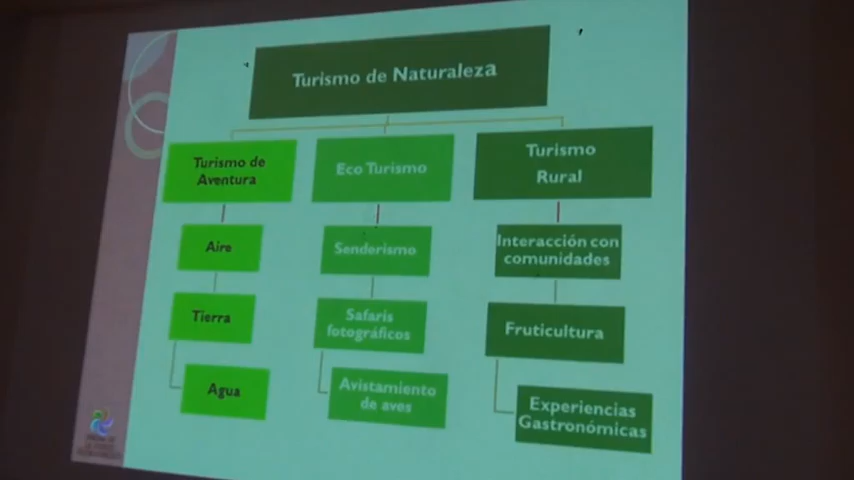 Turismo de Naturaleza
Turismo de
Aventura
Eco Turismo
Turismo
Rural
Aire
Senderismo
Interacción con
comunidades
Tierra
Safaris
fotográficos
Fruticultura
Agua
Avistamiento
de aves
Experiencias
Gastronómicas